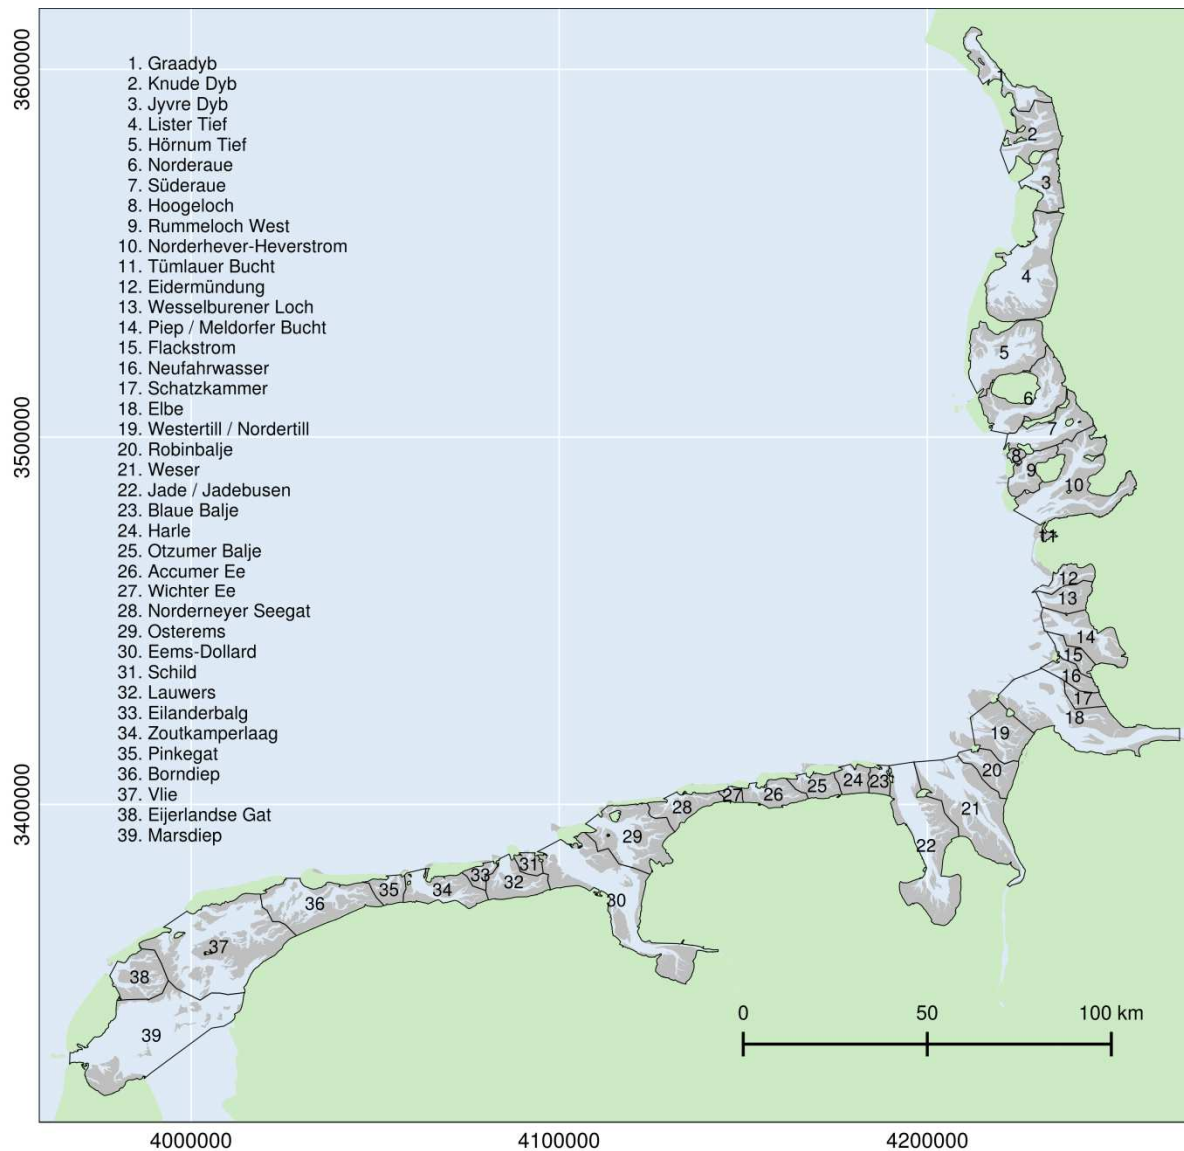 1. Graadyb
2. Knude Dyb
3. Jyvre Dyb
4. Lister Tief
5. Hörnum Tief
6. Norderaue
7. Süderaue
8. Hoogeloch
9. Rummeloch West
10. Norderhever-Heverstrom
11. Tümlauer Bucht
12. Eidermündung
13. Wesselburener Loch
14. Piep / Meldorfer Bucht
15. Flackstrom
16. Neufahrwasser
17. Schatzkammer
18. Elbe
19. Westertill / Nordertill
20. Robinbalje
21. Weser
22. Jade / Jadebusen
23. Blaue Balje
24. Harle
25. Otzumer Balje
26. Accumer Ee
27. Wichter Ee
28. Norderneyer Seegat
29. Osterems
30. Eems-Dollard
31. Schild
32. Lauwers
33. Eilanderbalg
34. Zoutkamperlaag
35. Pinkegat
36. Borndiep
37. Vlie
38. Eijerlandse Gat
39. Marsdiep
3600000
3500000
3400000
1
2
3
4
5
6
7
8
9
10
11
12
13
14
15
16
17
18
19
20
21
22
23
24
25
26
27
28
29
30
31
32
33
34
35
36
37
38
39
0 50 100 km
4000000 4100000 4200000